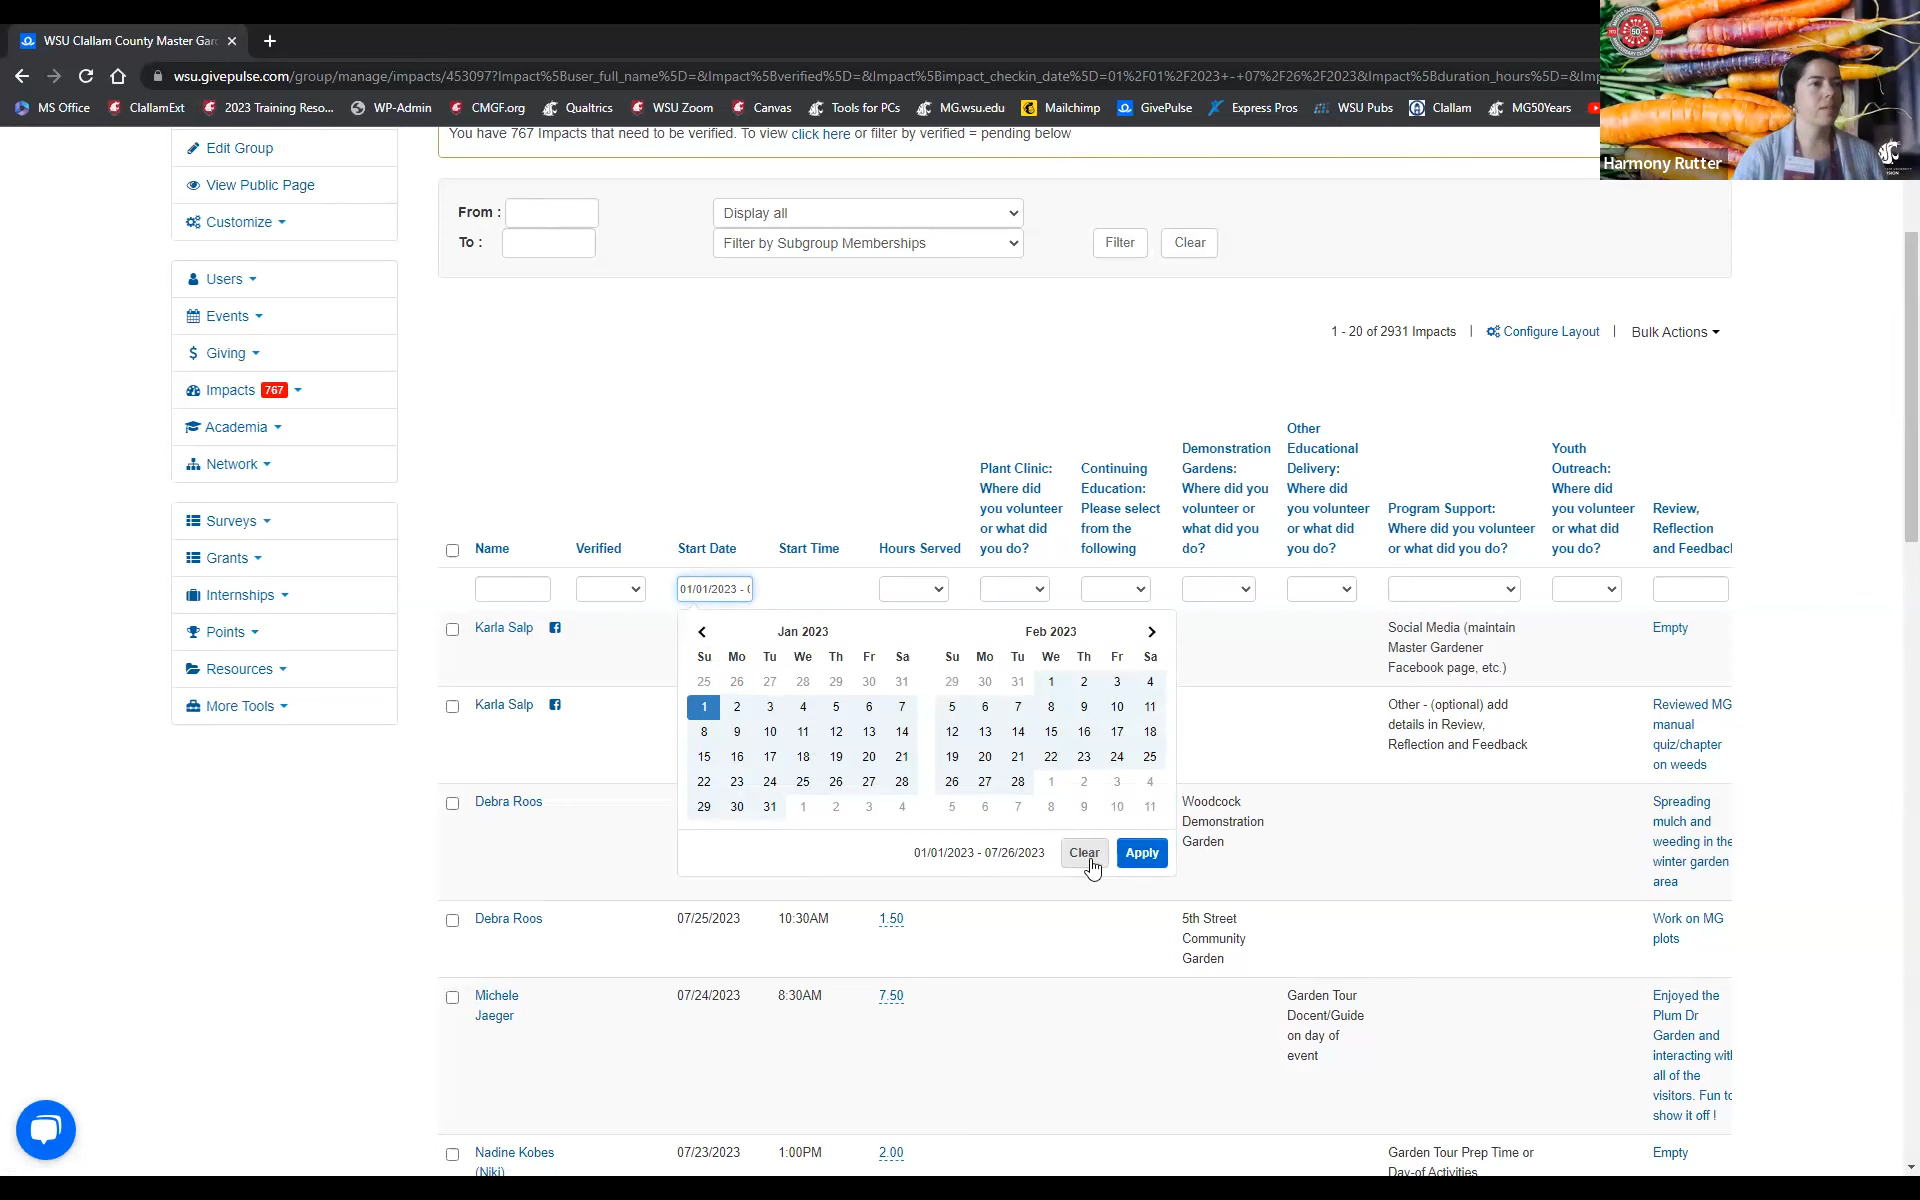 WSU Clallam County Master Gar
wsu.givepulse.com/group/manage/impacts/453097?Impact%5Buser_full_name%5D=&Impact%5Bverified%5D=&Impact%5Bimpact_checkin_date%5D=01%2F01%2F2023+-+07%2F26%2F2023&Impact%5Bduration_hours%5D=&Im
MS Office ClallamExt 2023 Training Reso... WP-Admin CMGF.org Qualtrics WSU Zoom Canvas Tools for PCs MG.wsu.edu Mailchimp GivePulse Express Pros WSU Pubs Clallam MG50Years
Harmony Rutter
You have 767 Impacts that need to be verified. To view click here or filter by verified = pending below
Edit Group
View Public Page
Customize
Users
Events
Giving
Impacts 767
Academia
Network
Surveys
Grants
Internships
Points
Resources
More Tools
From :
To :
Display all
Filter by Subgroup Memberships
Filter Clear
1 - 20 of 2931 Impacts | Configure Layout | Bulk Actions
Name
Verified
Start Date
Start Time
Hours Served
Plant Clinic:
Where did
you volunteer
or what did
you do?
Continuing
Education:
Please select
from the
following
Demonstration
Gardens:
Where did you
volunteer or
what did you
do?
Other
Educational
Delivery:
Where did
you volunteer
or what did
you do?
Program Support:
Where did you volunteer
or what did you do?
Youth
Outreach:
Where did
you volunteer
or what did
you do?
Review,
Reflection
and Feedbac
01/01/2023 - (
Jan 2023
Su Mo Tu We Th Fr Sa
25 26 27 28 29 30 31
1 2 3 4 5 6 7
8 9 10 11 12 13 14
15 16 17 18 19 20 21
22 23 24 25 26 27 28
29 30 31 1 2 3 4
Feb 2023
Su Mo Tu We Th Fr Sa
29 30 31 1 2 3 4
5 6 7 8 9 10 11
12 13 14 15 16 17 18
19 20 21 22 23 24 25
26 27 28 1 2 3 4
5 6 7 8 9 10 11
01/01/2023 - 07/26/2023 Clear Apply
Karla Salp
Social Media (maintain
Master Gardener
Facebook page, etc.)
Empty
Karla Salp
Other - (optional) add
details in Review,
Reflection and Feedback
Reviewed MG
manual
quiz/chapter
on weeds
Debra Roos
Woodcock
Demonstration
Garden
Spreading
mulch and
weeding in the
winter garden
area
Debra Roos
07/25/2023
10:30AM
1.50
5th Street
Community
Garden
Work on MG
plots
Michele
Jaeger
07/24/2023
8:30AM
7.50
Garden Tour
Docent/Guide
on day of
event
Enjoyed the
Plum Dr
Garden and
interacting wit
all of the
visitors. Fun to
show it off !
Nadine Kobes
(Niki)
07/23/2023
1:00PM
2.00
Garden Tour Prep Time or
Day-of Activities
Empty